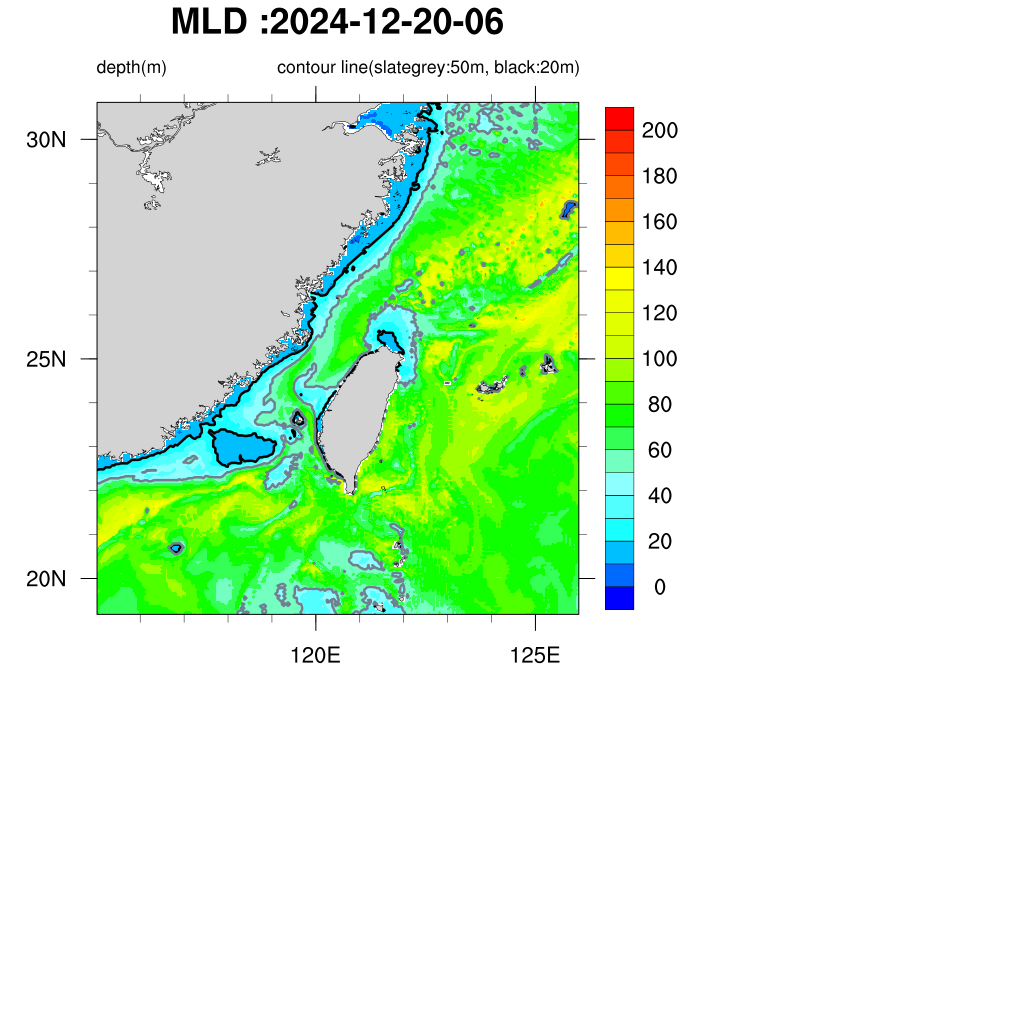 MLD :2024-12-20-06
depth(m)
contour line(slategrey:50m, black:20m)
30N
25N
20N
120E
125E
200
180
160
140
120
100
80
60
40
20
0